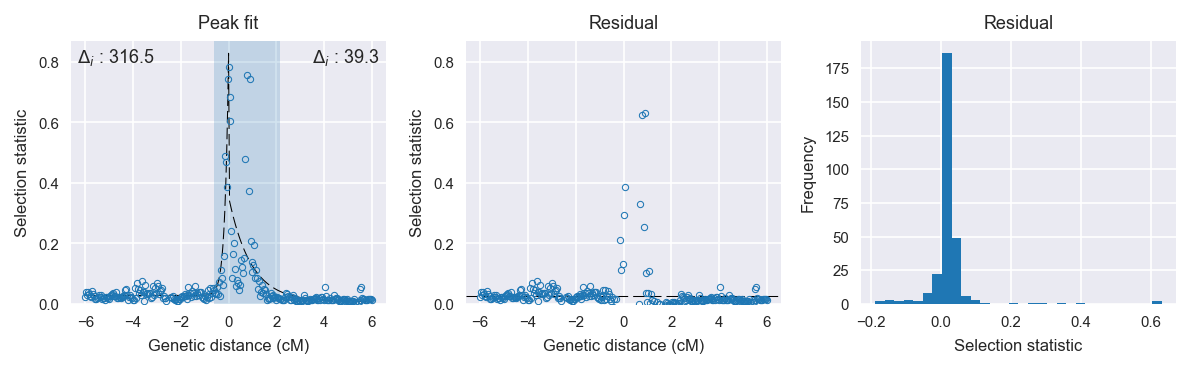 Peak fit
Δi : 316.5
Δi : 39.3
0.8
0.6
0.4
0.2
0.0
Selection statistic
−6 −4 −2 0 2 4 6
Genetic distance (cM)
Residual
0.8
0.6
0.4
0.2
0.0
Selection statistic
−6 −4 −2 0 2 4 6
Genetic distance (cM)
Residual
175
150
125
100
75
50
25
0
Frequency
−0.2 0.0 0.2 0.4 0.6
Selection statistic